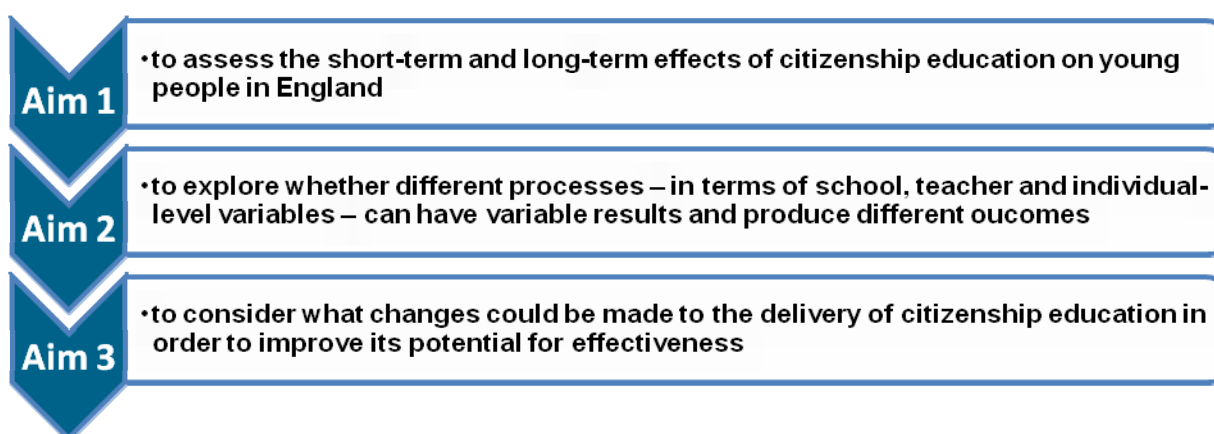 Aim 1
•to assess the short-term and long-term effects of citizenship education on young
people in England
Aim 2
•to explore whether different processes – in terms of school, teacher and individual-
level variables – can have variable results and produce different oucomes
Aim 3
•to consider what changes could be made to the delivery of citizenship education in
order to improve its potential for effectiveness